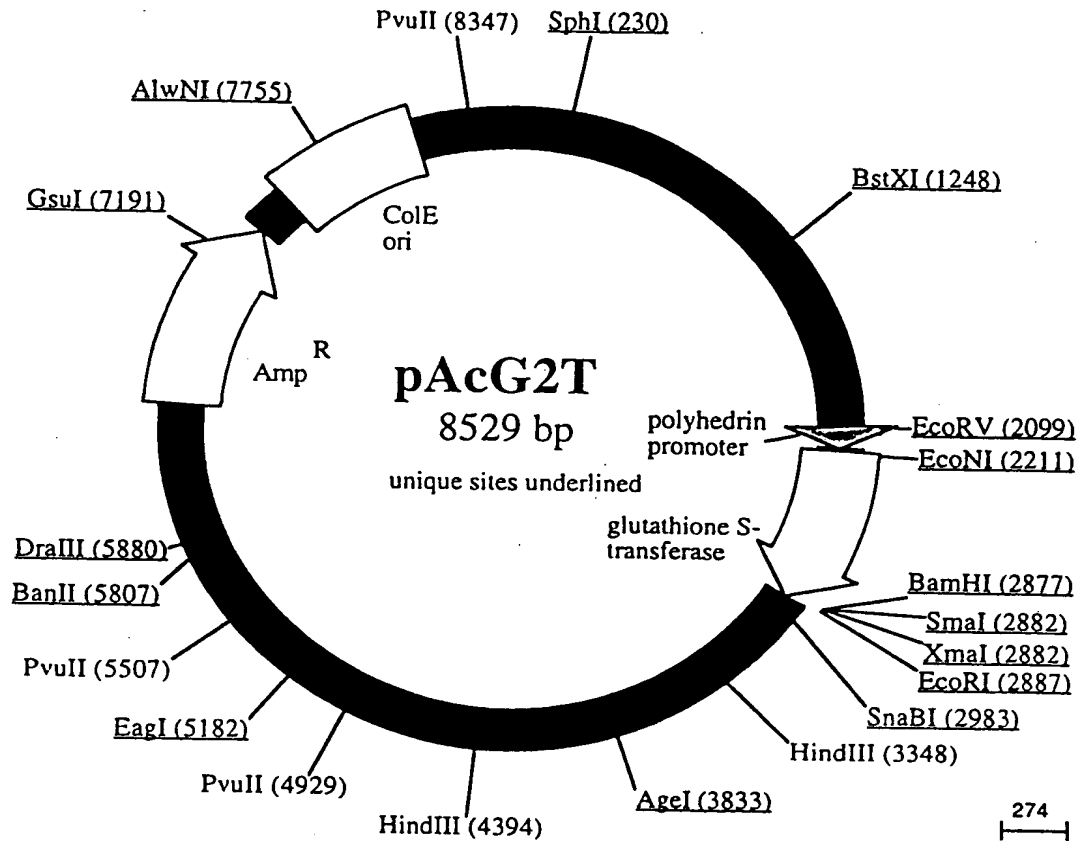 PvuII (8347)
SphI (230)
AlwNI (7755)
GsuI (7191)
BstXI (1248)
ColE
ori
Amp R
pAcG2T
8529 bp
unique sites underlined
polyhedrin
promoter
EcoRV (2099)
EcoNI (2211)
glutathione S-
transferase
BamHI (2877)
SmaI (2882)
XmaI (2882)
EcoRI (2887)
SnaBI (2983)
HindIII (3348)
AgeI (3833)
HindIII (4394)
PvuII (4929)
EagI (5182)
PvuII (5507)
BanII (5807)
DraIII (5880)
274